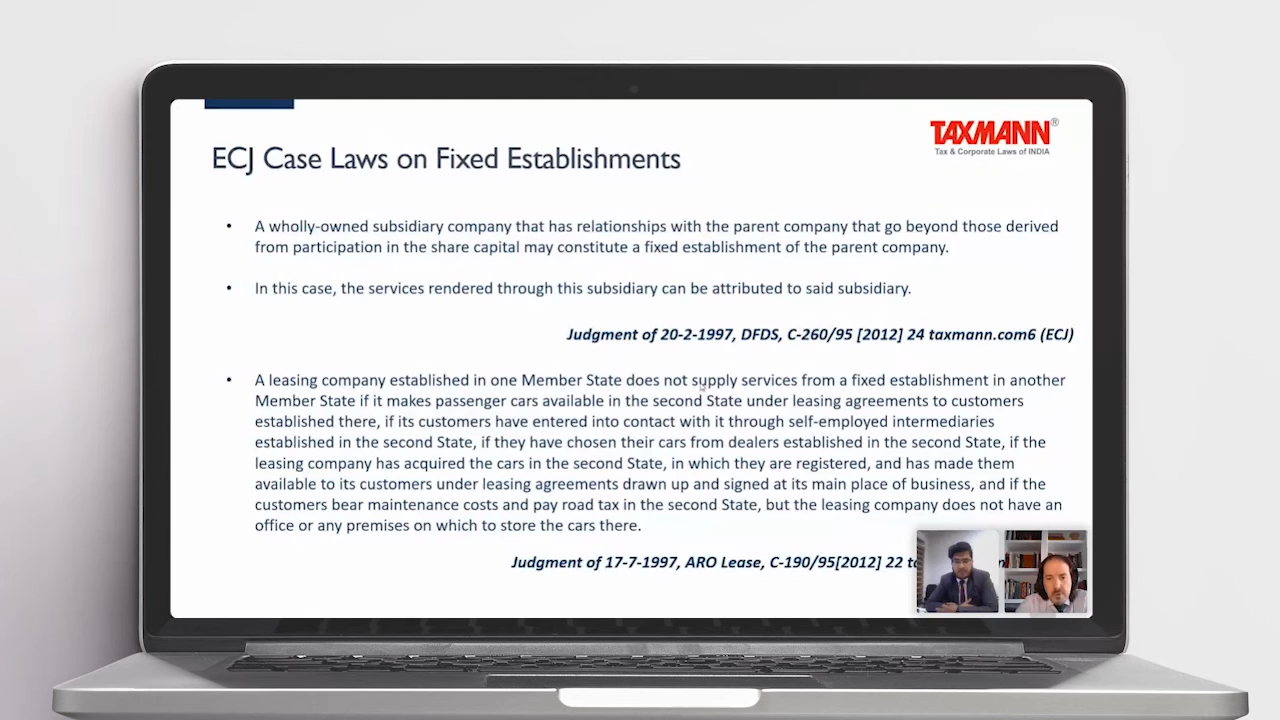 TAXMANN®
Tax & Corporate Laws of INDIA
ECJ Case Laws on Fixed Establishments
• A wholly-owned subsidiary company that has relationships with the parent company that go beyond those derived
from participation in the share capital may constitute a fixed establishment of the parent company.
• In this case, the services rendered through this subsidiary can be attributed to said subsidiary.
Judgment of 20-2-1997, DFDS, C-260/95 [2012] 24 taxmann.com6 (ECJ)
• A leasing company established in one Member State does not supply services from a fixed establishment in another
Member State if it makes passenger cars available in the second State under leasing agreements to customers
established there, if its customers have entered into contact with it through self-employed intermediaries
established in the second State, if they have chosen their cars from dealers established in the second State, if the
leasing company has acquired the cars in the second State, in which they are registered, and has made them
available to its customers under leasing agreements drawn up and signed at its main place of business, and if the
customers bear maintenance costs and pay road tax in the second State, but the leasing company does not have an
office or any premises on which to store the cars there.
Judgment of 17-7-1997, ARO Lease, C-190/95[2012] 22